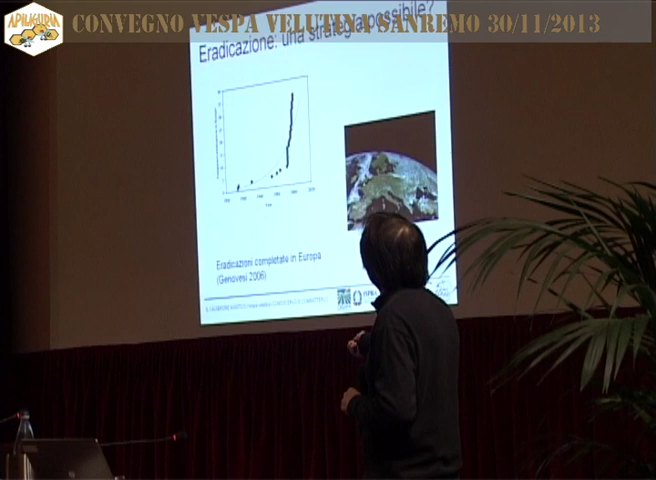 APILIGURIA
CONVEGNO VESPA VELUTINA SANREMO 30/11/2013
Eradicazione: una strategia possibile?
Eradicazioni completate in Europa
(Genovesi 2006)